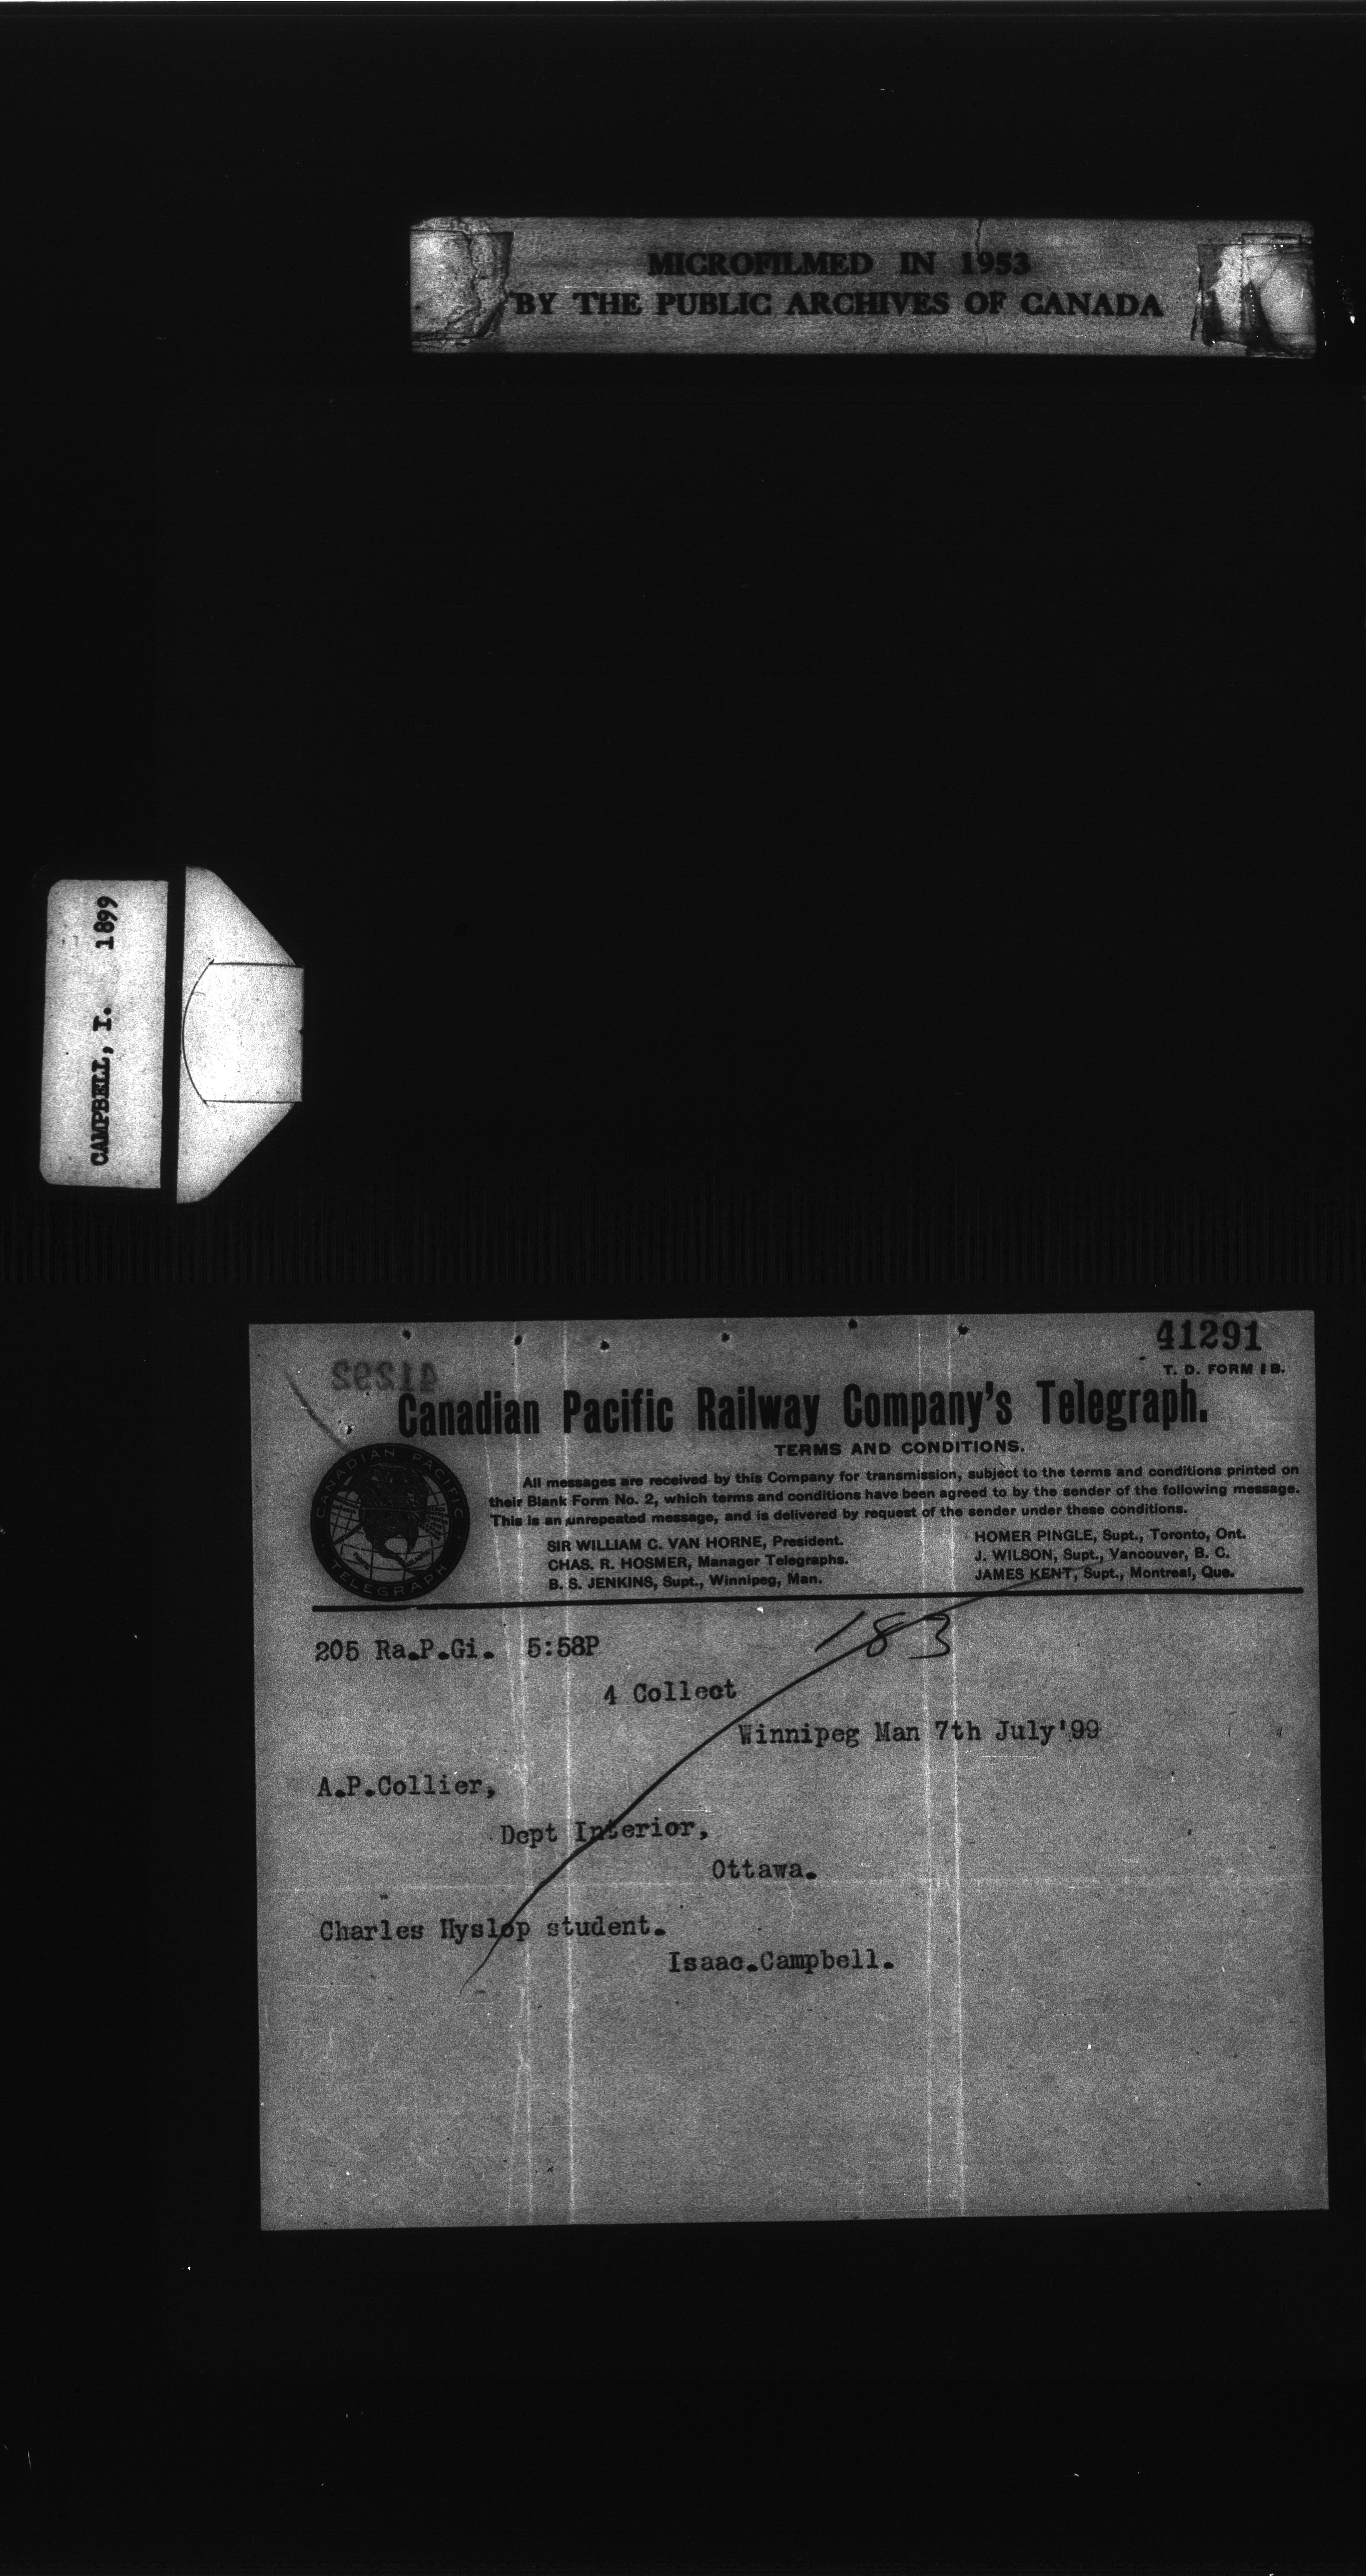 MICROFILMED IN 1953
BY THE PUBLIC ARCHIVES OF CANADA
CAMPBELL, I. 1899
41291
41292
T. D. FORM 1 B.
Canadian Pacific Railway Company's Telegraph.
TERMS AND CONDITIONS.
CANADIAN PACIFIC
TELEGRAPH
All messages are received by this Company for transmission, subject to the terms and conditions printed on
their Blank Form No. 2, which terms and conditions have been agreed to by the sender of the following message.
This is an unrepeated message, and is delivered by request of the sender under these conditions.
SIR WILLIAM C. VAN HORNE, President.
CHAS. R. HOSMER, Manager Telegraphs.
B. S. JENKINS, Supt., Winnipeg, Man.
HOMER PINGLE, Supt., Toronto, Ont.
J. WILSON, Supt., Vancouver, B. C.
JAMES KENT, Supt., Montreal, Que.
183
205 Ra.P.Gi. 5:58P
4 Collect
Winnipeg Man 7th July'99
A.P.Collier,
Dept Interior,
Ottawa.
Charles Hyslop student.
Isaac.Campbell.